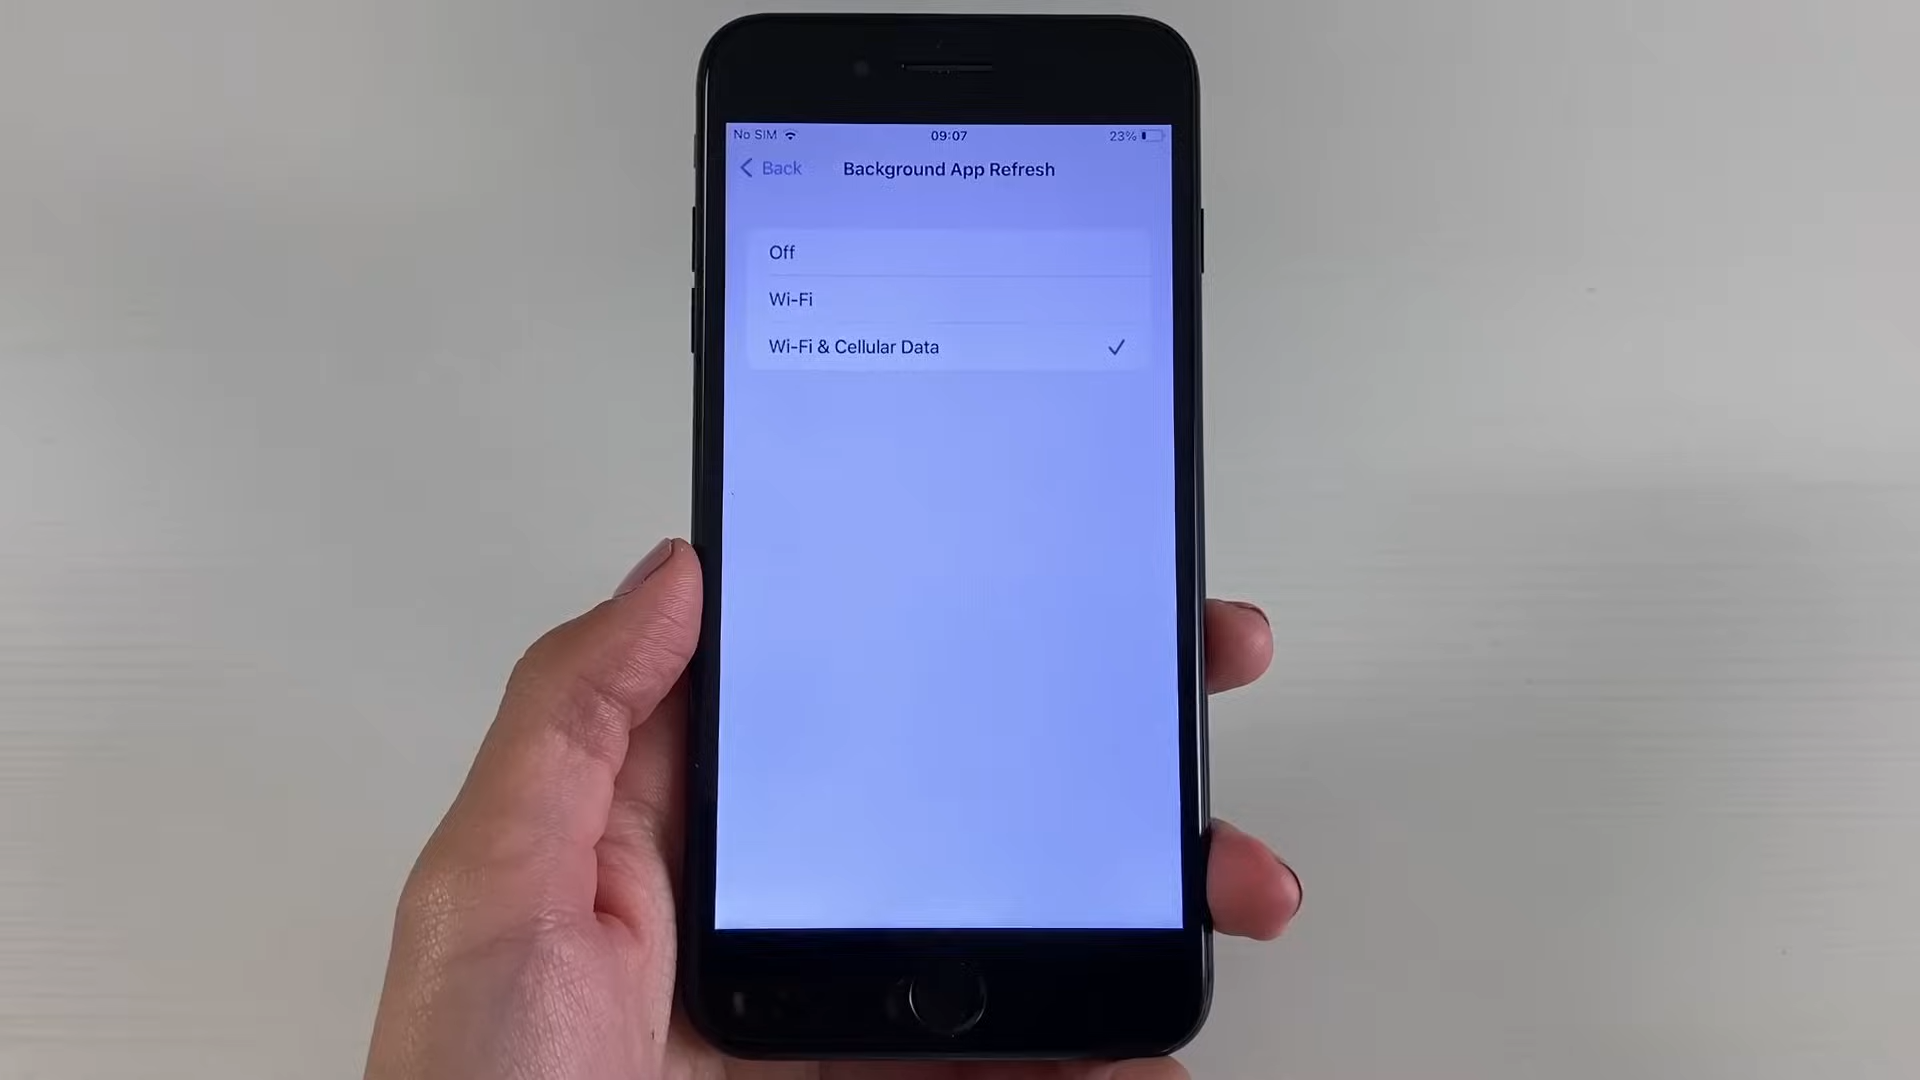 No SIM 09:07 23%
Back Background App Refresh
Off
Wi-Fi
Wi-Fi & Cellular Data